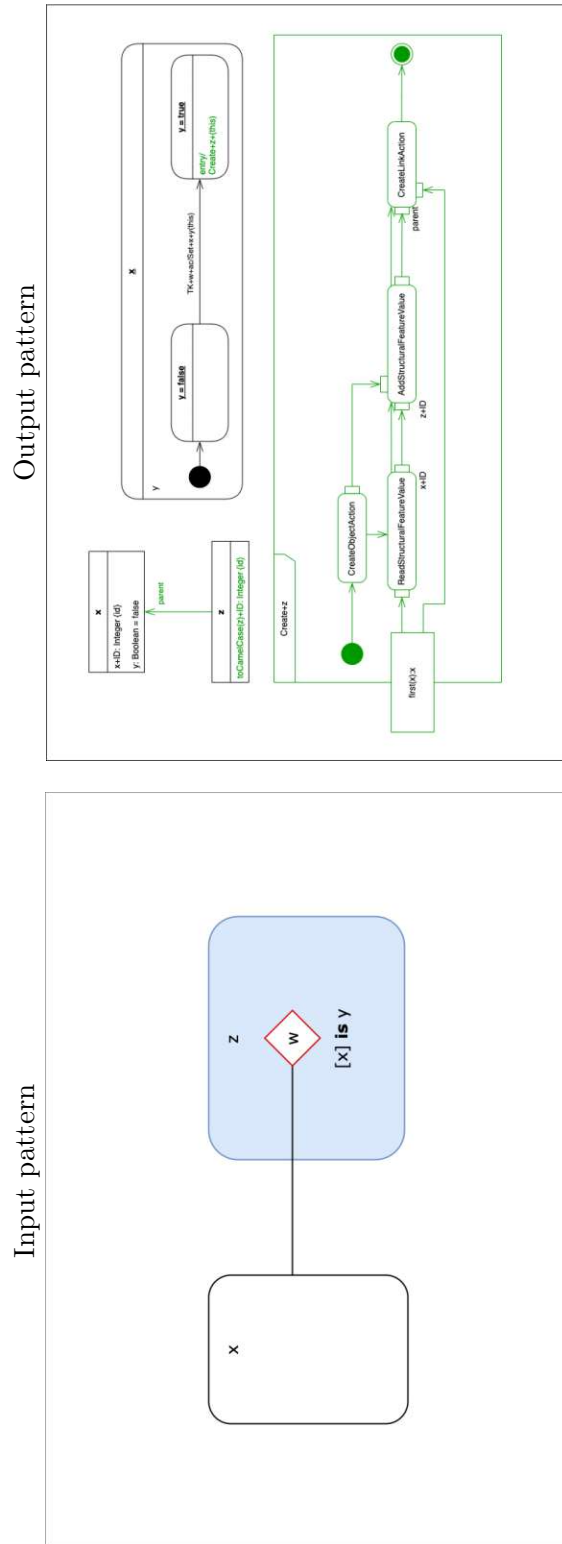 Input pattern
x
z
w
[x] is y
Output pattern
x
x+ID: Integer {id}
y: Boolean = false
parent
z
toCamelCase(z)+ID: Integer {id}
x
y
y = false
TK+w+ac/Set+x+y(this)
y = true
entry/
Create+z+(this)
Create+z
CreateObjectAction
first(x):x
ReadStructuralFeatureValue
x+ID
AddStructuralFeatureValue
z+ID
CreateLinkAction
parent